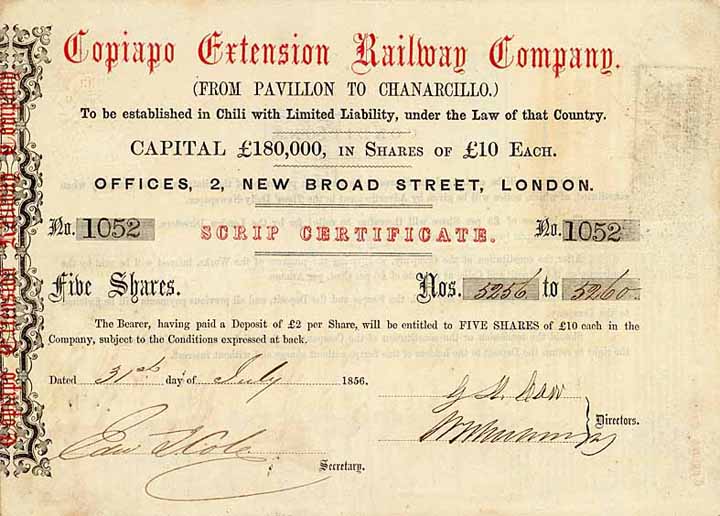 Copiapo Extension Railway Company.
(FROM PAVILLON TO CHANARCILLO.)
To be established in Chili with Limited Liability, under the Law of that Country.
CAPITAL £180,000, IN SHARES OF £10 EACH.
OFFICES, 2, NEW BROAD STREET, LONDON.
No. 1052 SCRIP CERTIFICATE. No. 1052
Five Shares. Nos. 5256 to 5260.
The Bearer, having paid a Deposit of £2 per Share, will be entitled to FIVE SHARES of £10 each in the
Company, subject to the Conditions expressed at back.
Dated 31st day of July 1856.
Directors.
Secretary.
Copiapo Extension Railway Company